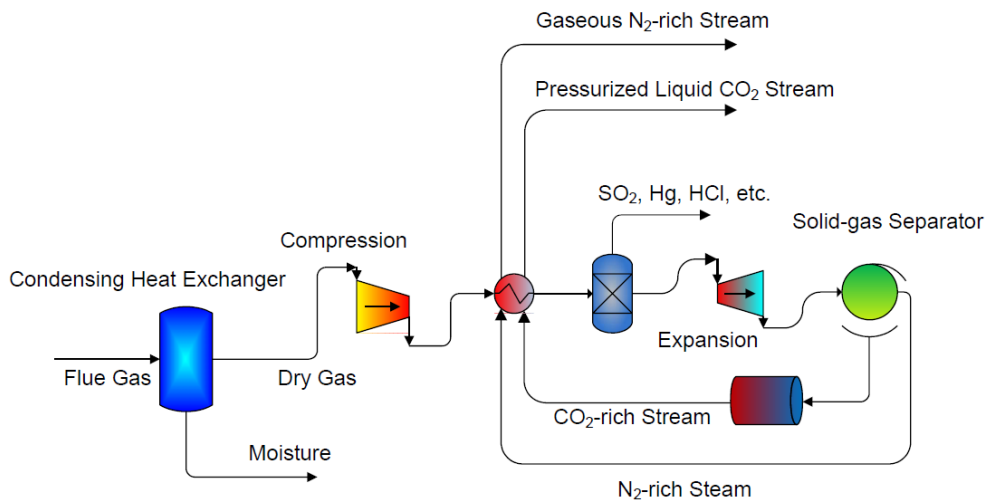 Gaseous N₂-rich Stream
Pressurized Liquid CO₂ Stream
SO₂, Hg, HCl, etc.
Solid-gas Separator
Compression
Condensing Heat Exchanger
Expansion
Flue Gas
Dry Gas
CO₂-rich Stream
Moisture
N₂-rich Steam